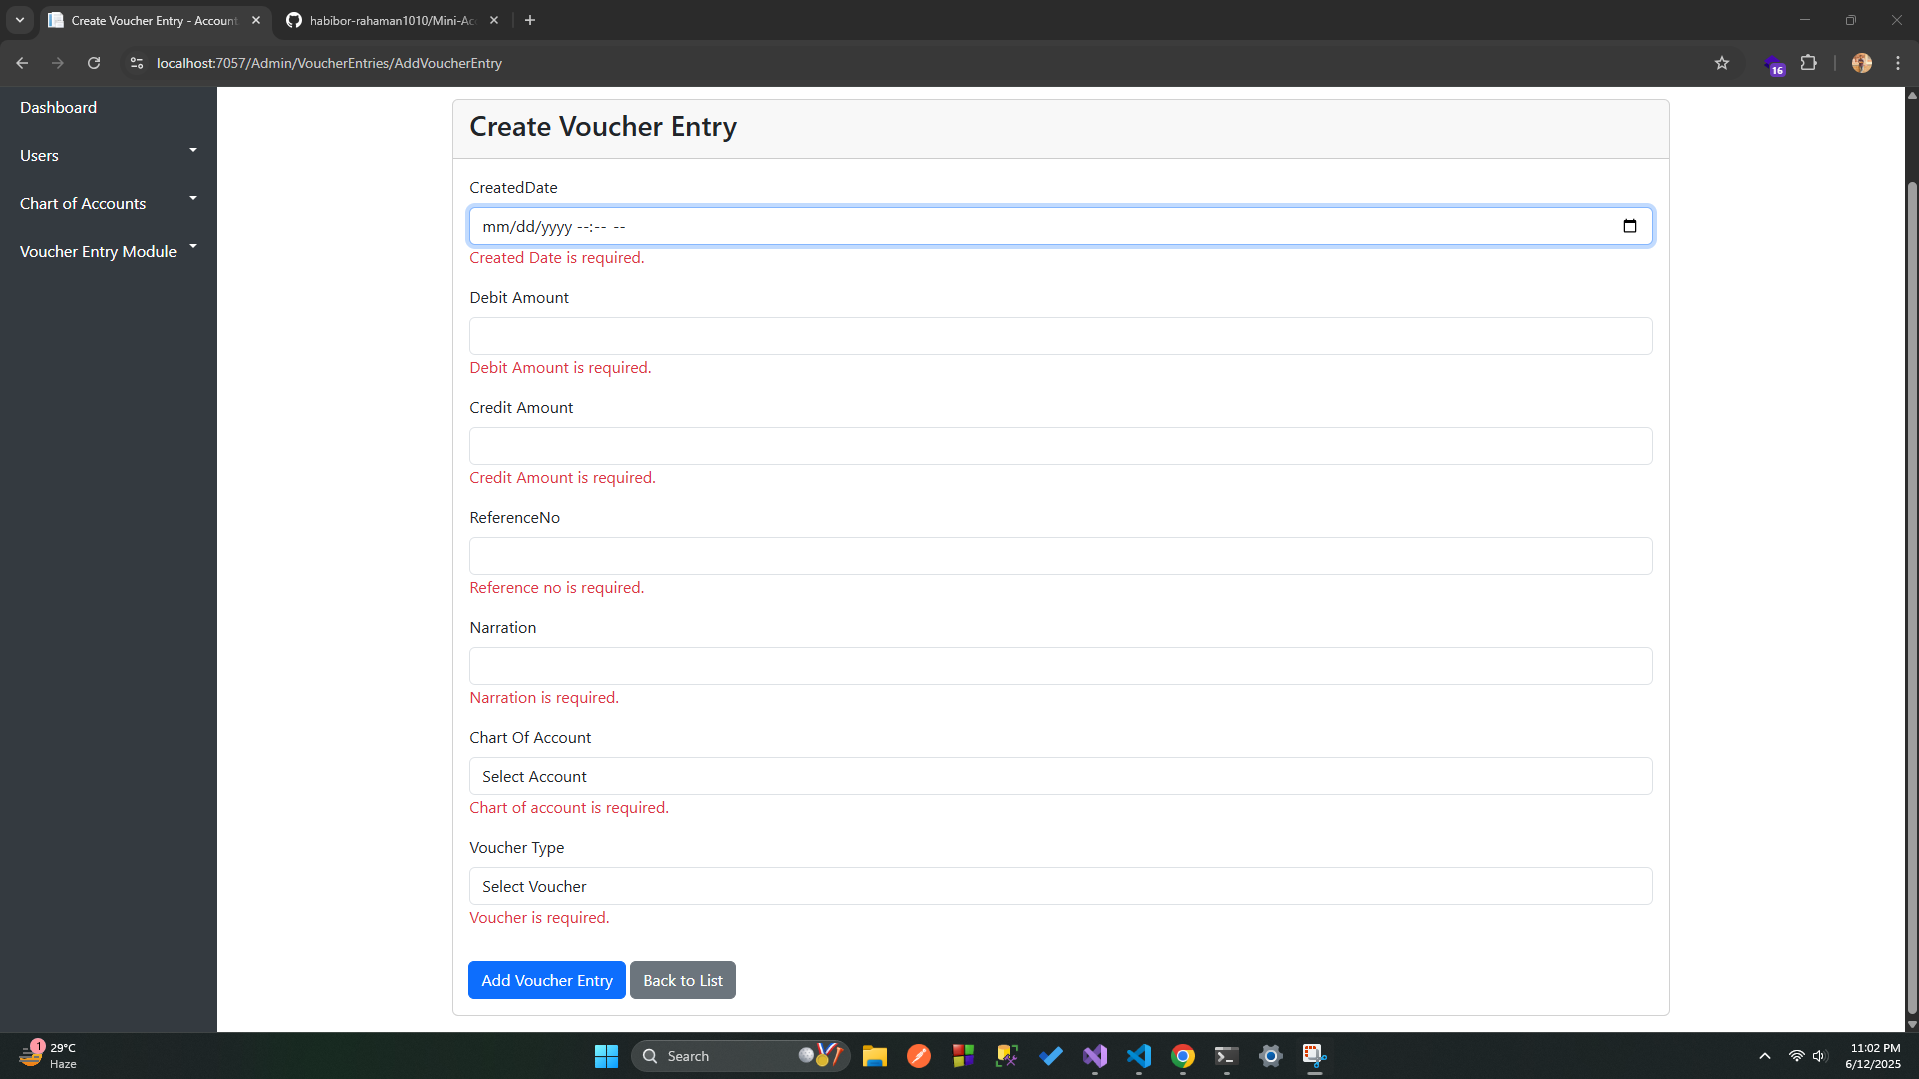 Create Voucher Entry - Account
habibor-rahaman1010/Mini-Ac
localhost:7057/Admin/VoucherEntries/AddVoucherEntry
16
Dashboard
Users
Chart of Accounts
Voucher Entry Module
Create Voucher Entry
CreatedDate
mm/dd/yyyy --:-- --
Created Date is required.
Debit Amount
Debit Amount is required.
Credit Amount
Credit Amount is required.
ReferenceNo
Reference no is required.
Narration
Narration is required.
Chart Of Account
Select Account
Chart of account is required.
Voucher Type
Select Voucher
Voucher is required.
Add Voucher Entry
Back to List
1
29°C
Haze
Search
11:02 PM
6/12/2025